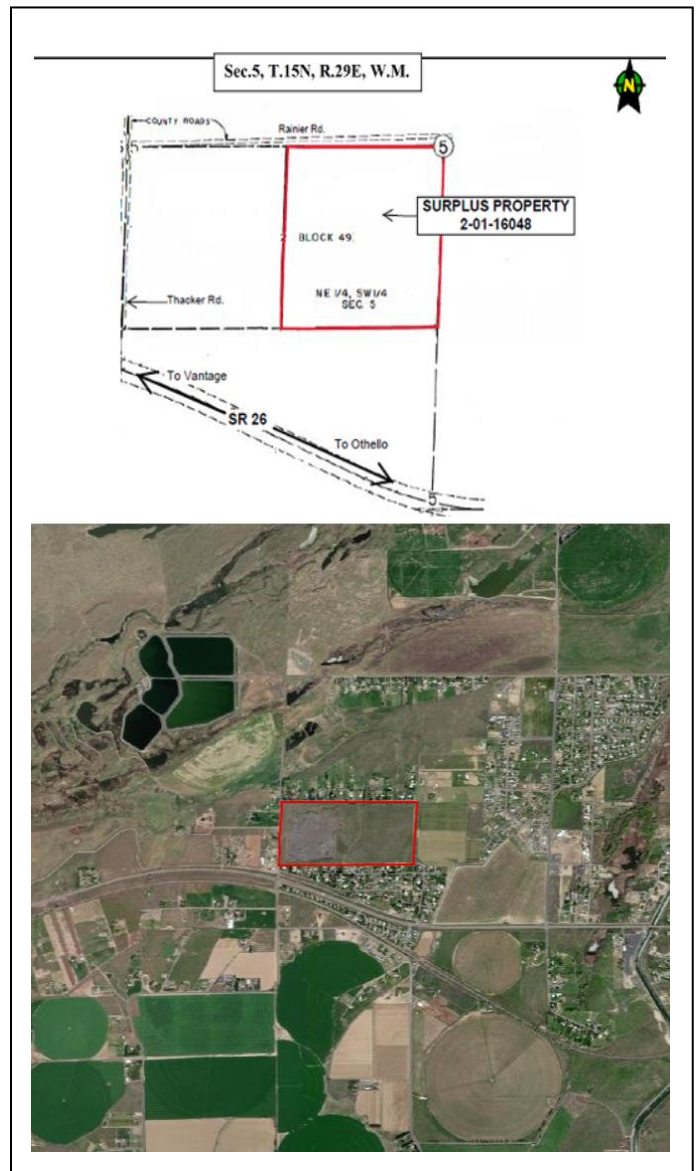 Sec.5, T.15N, R.29E, W.M.
N
COUNTY ROADS
Rainier Rd.
5
5
SURPLUS PROPERTY
2-01-16048
BLOCK 49
NE 1/4, SW1/4
SEC. 5
Thacker Rd.
To Vantage
SR 26
To Othello
5